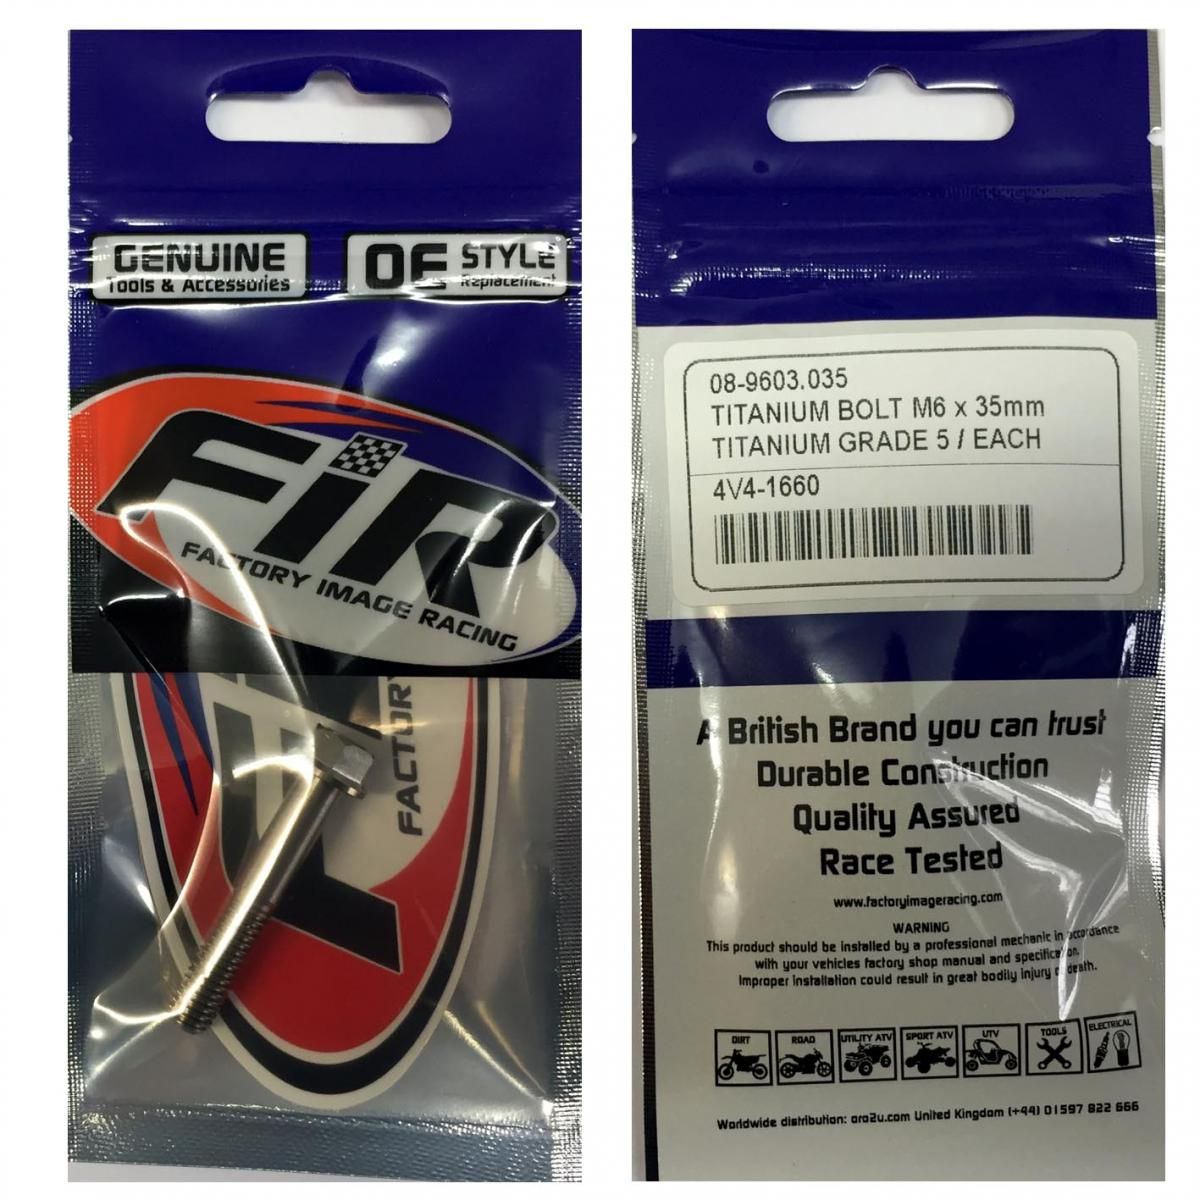 GENUINE
Tools & Accessories
OE STYLE
Replacement
FiR
FACTORY IMAGE RACING
FACTORY
08-9603.035
TITANIUM BOLT M6 x 35mm
TITANIUM GRADE 5 / EACH
4V4-1660
A British Brand you can trust
Durable Construction
Quality Assured
Race Tested
www.factoryimageracing.com
WARNING
This product should be installed by a professional mechanic in accordance
with your vehicles factory shop manual and specification.
Improper installation could result in great bodily injury or death.
DIRT ROAD UTILITY ATV SPORT ATV UTV TOOLS ELECTRICAL
Worldwide distribution: oro2u.com United Kingdom (+44) 01597 822 666